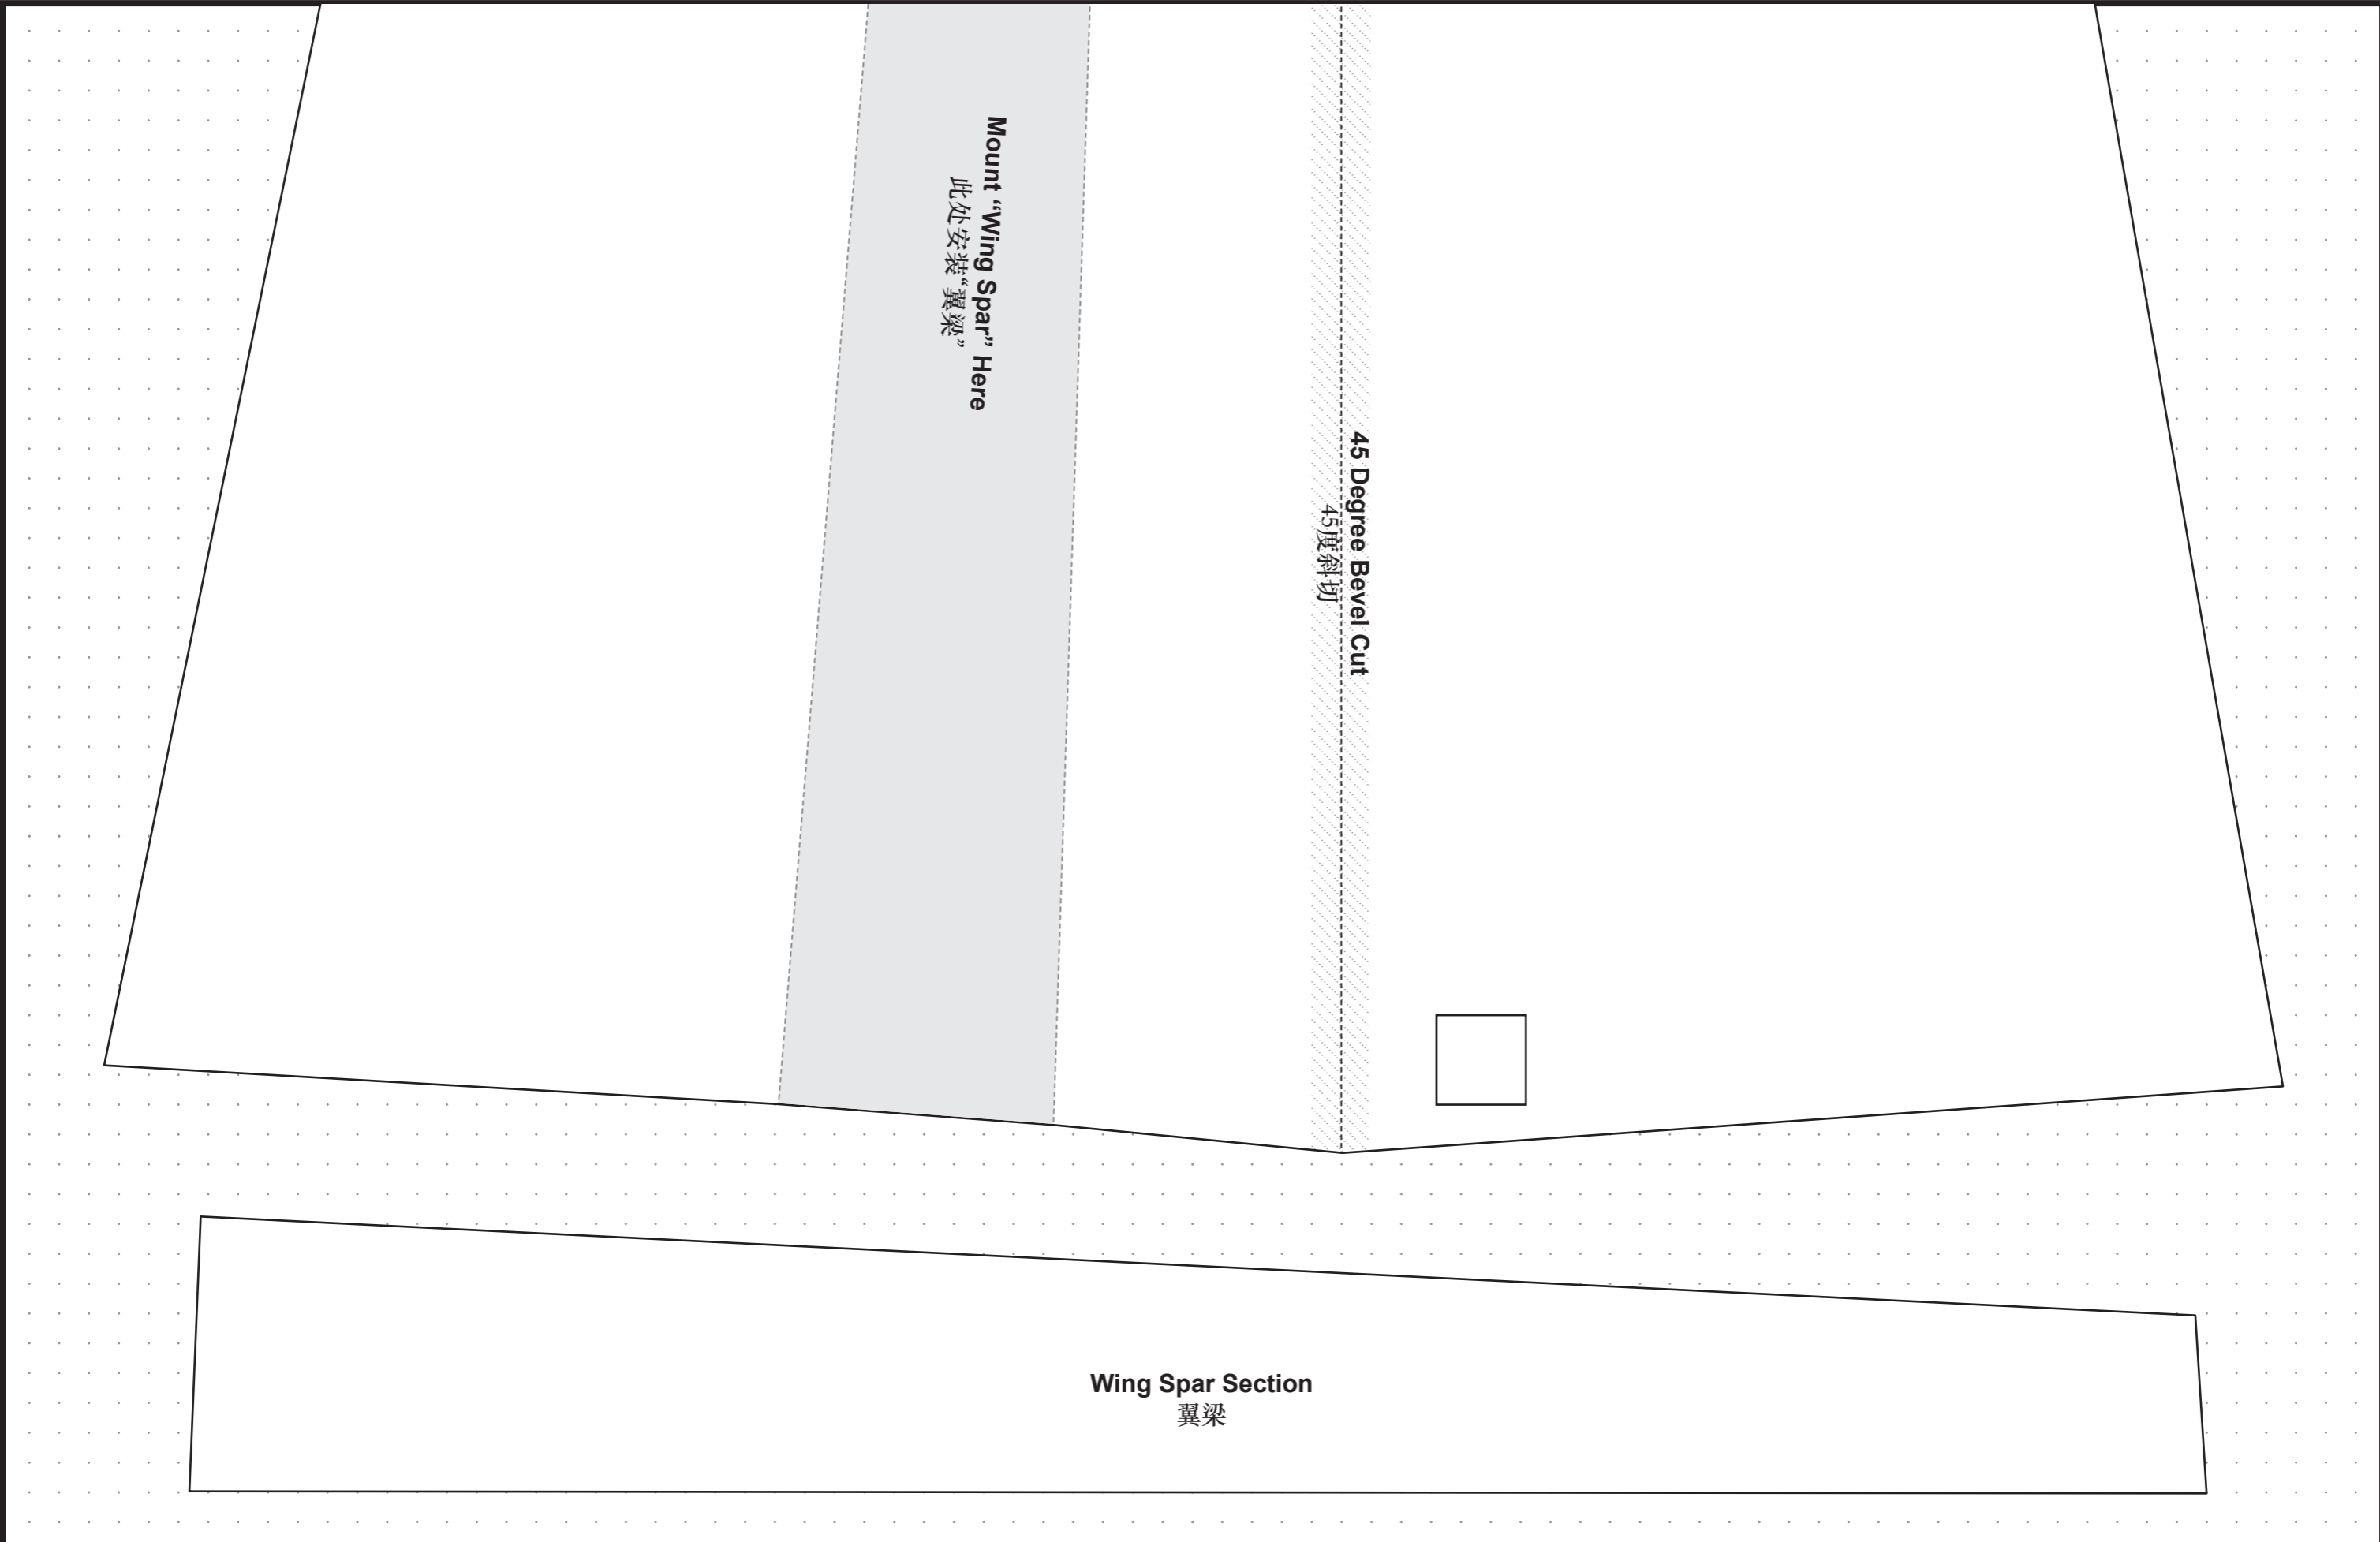 Mount “Wing Spar” Here
此处安装“翼梁”
45 Degree Bevel Cut
45度斜切
Wing Spar Section
翼梁